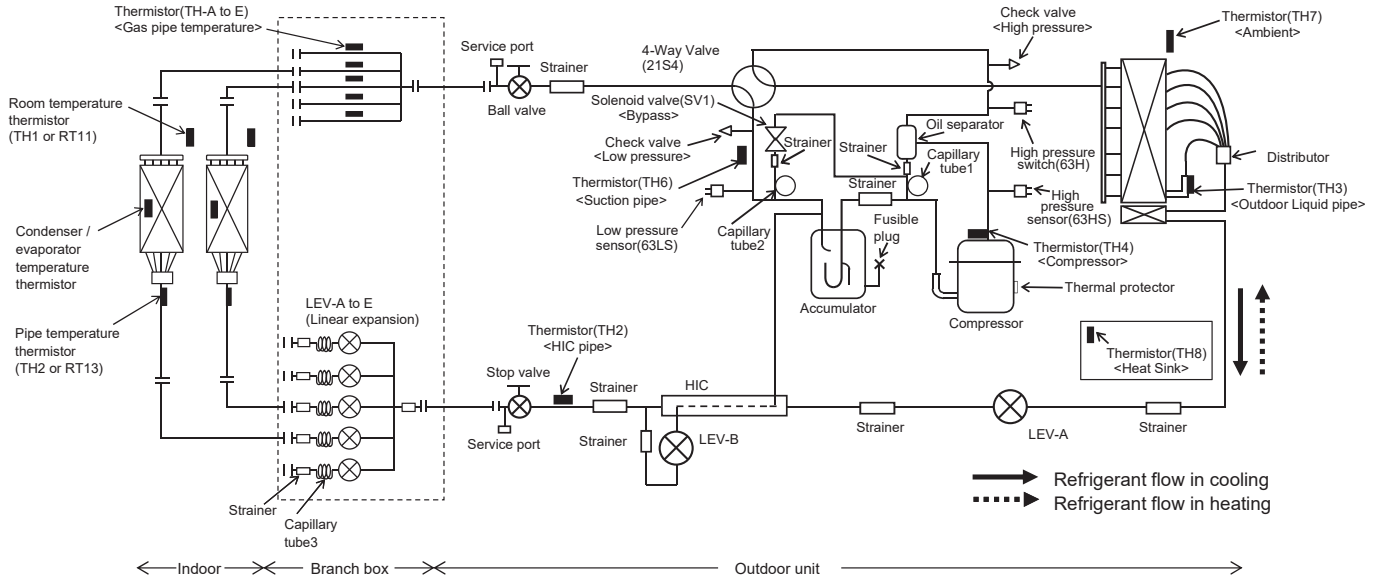 Thermistor(TH-A to E)
<Gas pipe temperature>
Room temperature
thermistor
(TH1 or RT11)
Condenser /
evaporator
temperature
thermistor
Pipe temperature
thermistor
(TH2 or RT13)
LEV-A to E
(Linear expansion)
Strainer
Capillary
tube3
Service port
Ball valve
Strainer
4-Way Valve
(21S4)
Solenoid valve(SV1)
<Bypass>
Check valve
<Low pressure>
Strainer
Thermistor(TH6)
<Suction pipe>
Low pressure
sensor(63LS)
Capillary
tube2
Check valve
<High pressure>
Thermistor(TH7)
<Ambient>
Oil separator
Strainer
Capillary
tube1
Strainer
Fusible
plug
High pressure
switch(63H)
High
pressure
sensor(63HS)
Distributor
Thermistor(TH3)
<Outdoor Liquid pipe>
Thermistor(TH4)
<Compressor>
Thermal protector
Accumulator
Compressor
Thermistor(TH8)
<Heat Sink>
Thermistor(TH2)
<HIC pipe>
Stop valve
Service port
Strainer
Strainer
HIC
LEV-B
Strainer
LEV-A
Strainer
Refrigerant flow in cooling
Refrigerant flow in heating
Indoor
Branch box
Outdoor unit